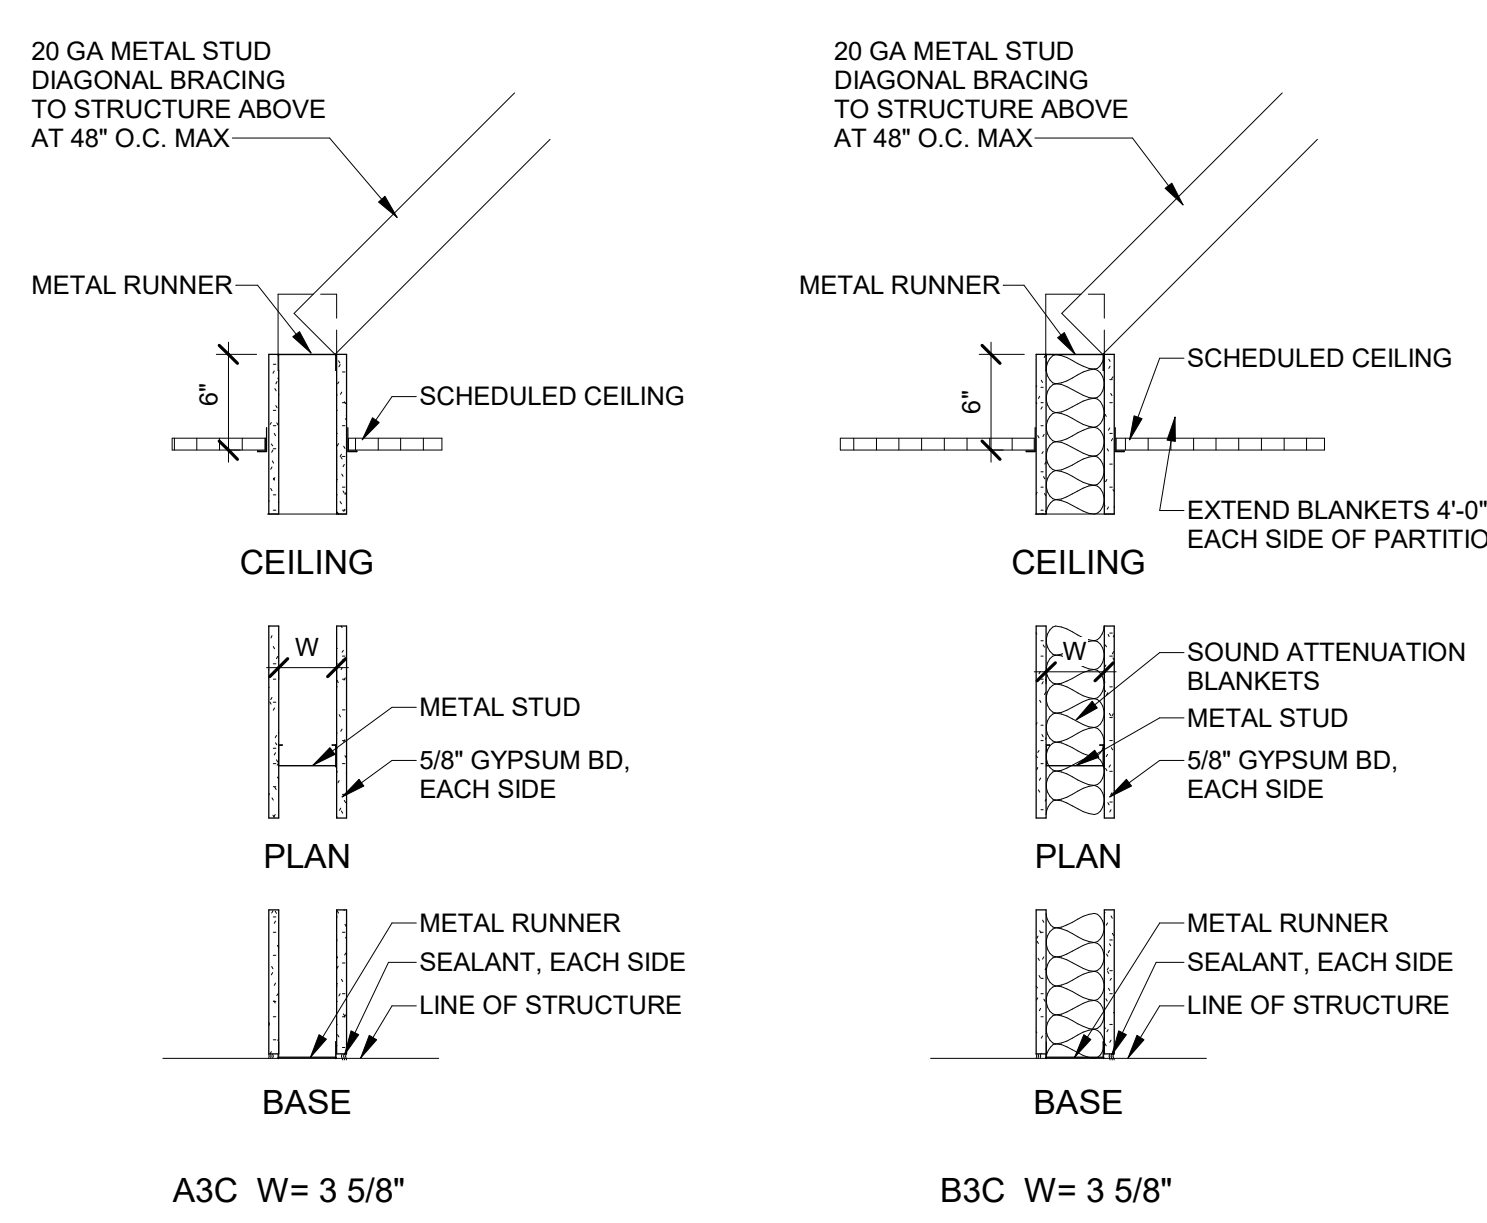 20 GA METAL STUD
DIAGONAL BRACING
TO STRUCTURE ABOVE
AT 48" O.C. MAX
METAL RUNNER
6"
SCHEDULED CEILING
CEILING
W
METAL STUD
5/8" GYPSUM BD,
EACH SIDE
PLAN
METAL RUNNER
SEALANT, EACH SIDE
LINE OF STRUCTURE
BASE
A3C W= 3 5/8"
20 GA METAL STUD
DIAGONAL BRACING
TO STRUCTURE ABOVE
AT 48" O.C. MAX
METAL RUNNER
SCHEDULED CEILING
6"
EXTEND BLANKETS 4'-0"
EACH SIDE OF PARTITIO
CEILING
W
SOUND ATTENUATION
BLANKETS
METAL STUD
5/8" GYPSUM BD,
EACH SIDE
PLAN
METAL RUNNER
SEALANT, EACH SIDE
LINE OF STRUCTURE
BASE
B3C W= 3 5/8"